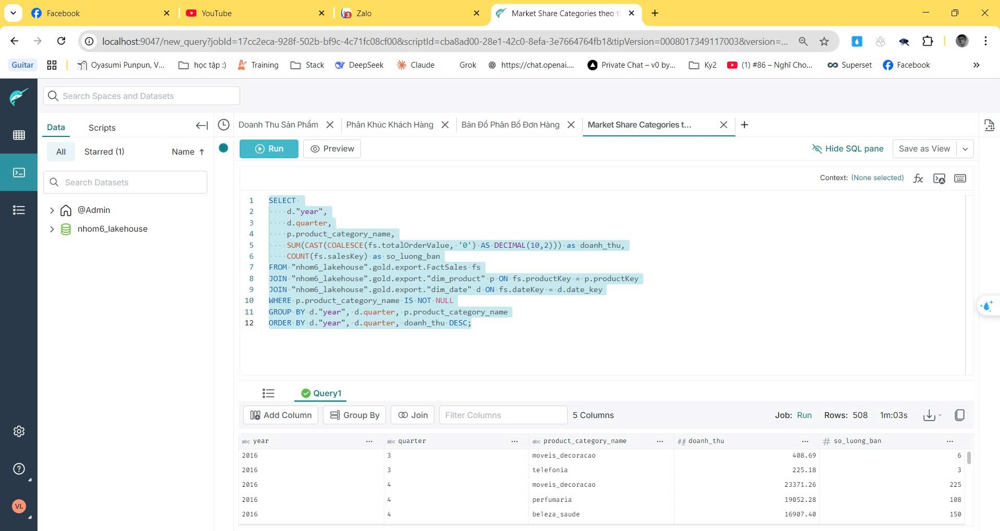 Facebook
YouTube
3
Zalo
Market Share Categories theo t
localhost:9047/new_query?jobId=17cc2eca-928f-502b-bf9c-4c71fc08cf00&scriptId=cba8ad00-28e1-42c0-8efa-3e7664764fb1&tipVersion=0008017349117003&version=...
Guitar
Oyasumi Punpun, V...
học tập :)
Training
Stack
DeepSeek
Claude
Grok
https://chat.openai....
Private Chat – v0 by...
Ky2
(1) #86 – Nghĩ Cho...
Superset
Facebook
Search Spaces and Datasets
Data
Scripts
Doanh Thu Sản Phẩm
Phân Khúc Khách Hàng
Bản Đồ Phân Bố Đơn Hàng
Market Share Categories t...
All
Starred (1)
Name
Run
Preview
Hide SQL pane
Save as View
Search Datasets
Context: (None selected)
fx
@Admin
nhom6_lakehouse
1 SELECT
2 d."year",
3 d.quarter,
4 p.product_category_name,
5 SUM(CAST(COALESCE(fs.totalOrderValue, '0') AS DECIMAL(10,2))) as doanh_thu,
6 COUNT(fs.salesKey) as so_luong_ban
7 FROM "nhom6_lakehouse".gold.export.FactSales fs
8 JOIN "nhom6_lakehouse".gold.export."dim_product" p ON fs.productKey = p.productKey
9 JOIN "nhom6_lakehouse".gold.export."dim_date" d ON fs.dateKey = d.date_key
10 WHERE p.product_category_name IS NOT NULL
11 GROUP BY d."year", d.quarter, p.product_category_name
12 ORDER BY d."year", d.quarter, doanh_thu DESC;
Query1
Add Column
Group By
Join
Filter Columns
5 Columns
Job: Run
Rows: 508
1m:03s
abc year ...
abc quarter ...
abc product_category_name ...
## doanh_thu ...
# so_luong_ban ...
2016 3 moveis_decoracao 408.69 6
2016 3 telefonia 225.18 3
2016 4 moveis_decoracao 23371.26 225
2016 4 perfumaria 19052.28 108
2016 4 beleza_saude 16907.40 150
VL